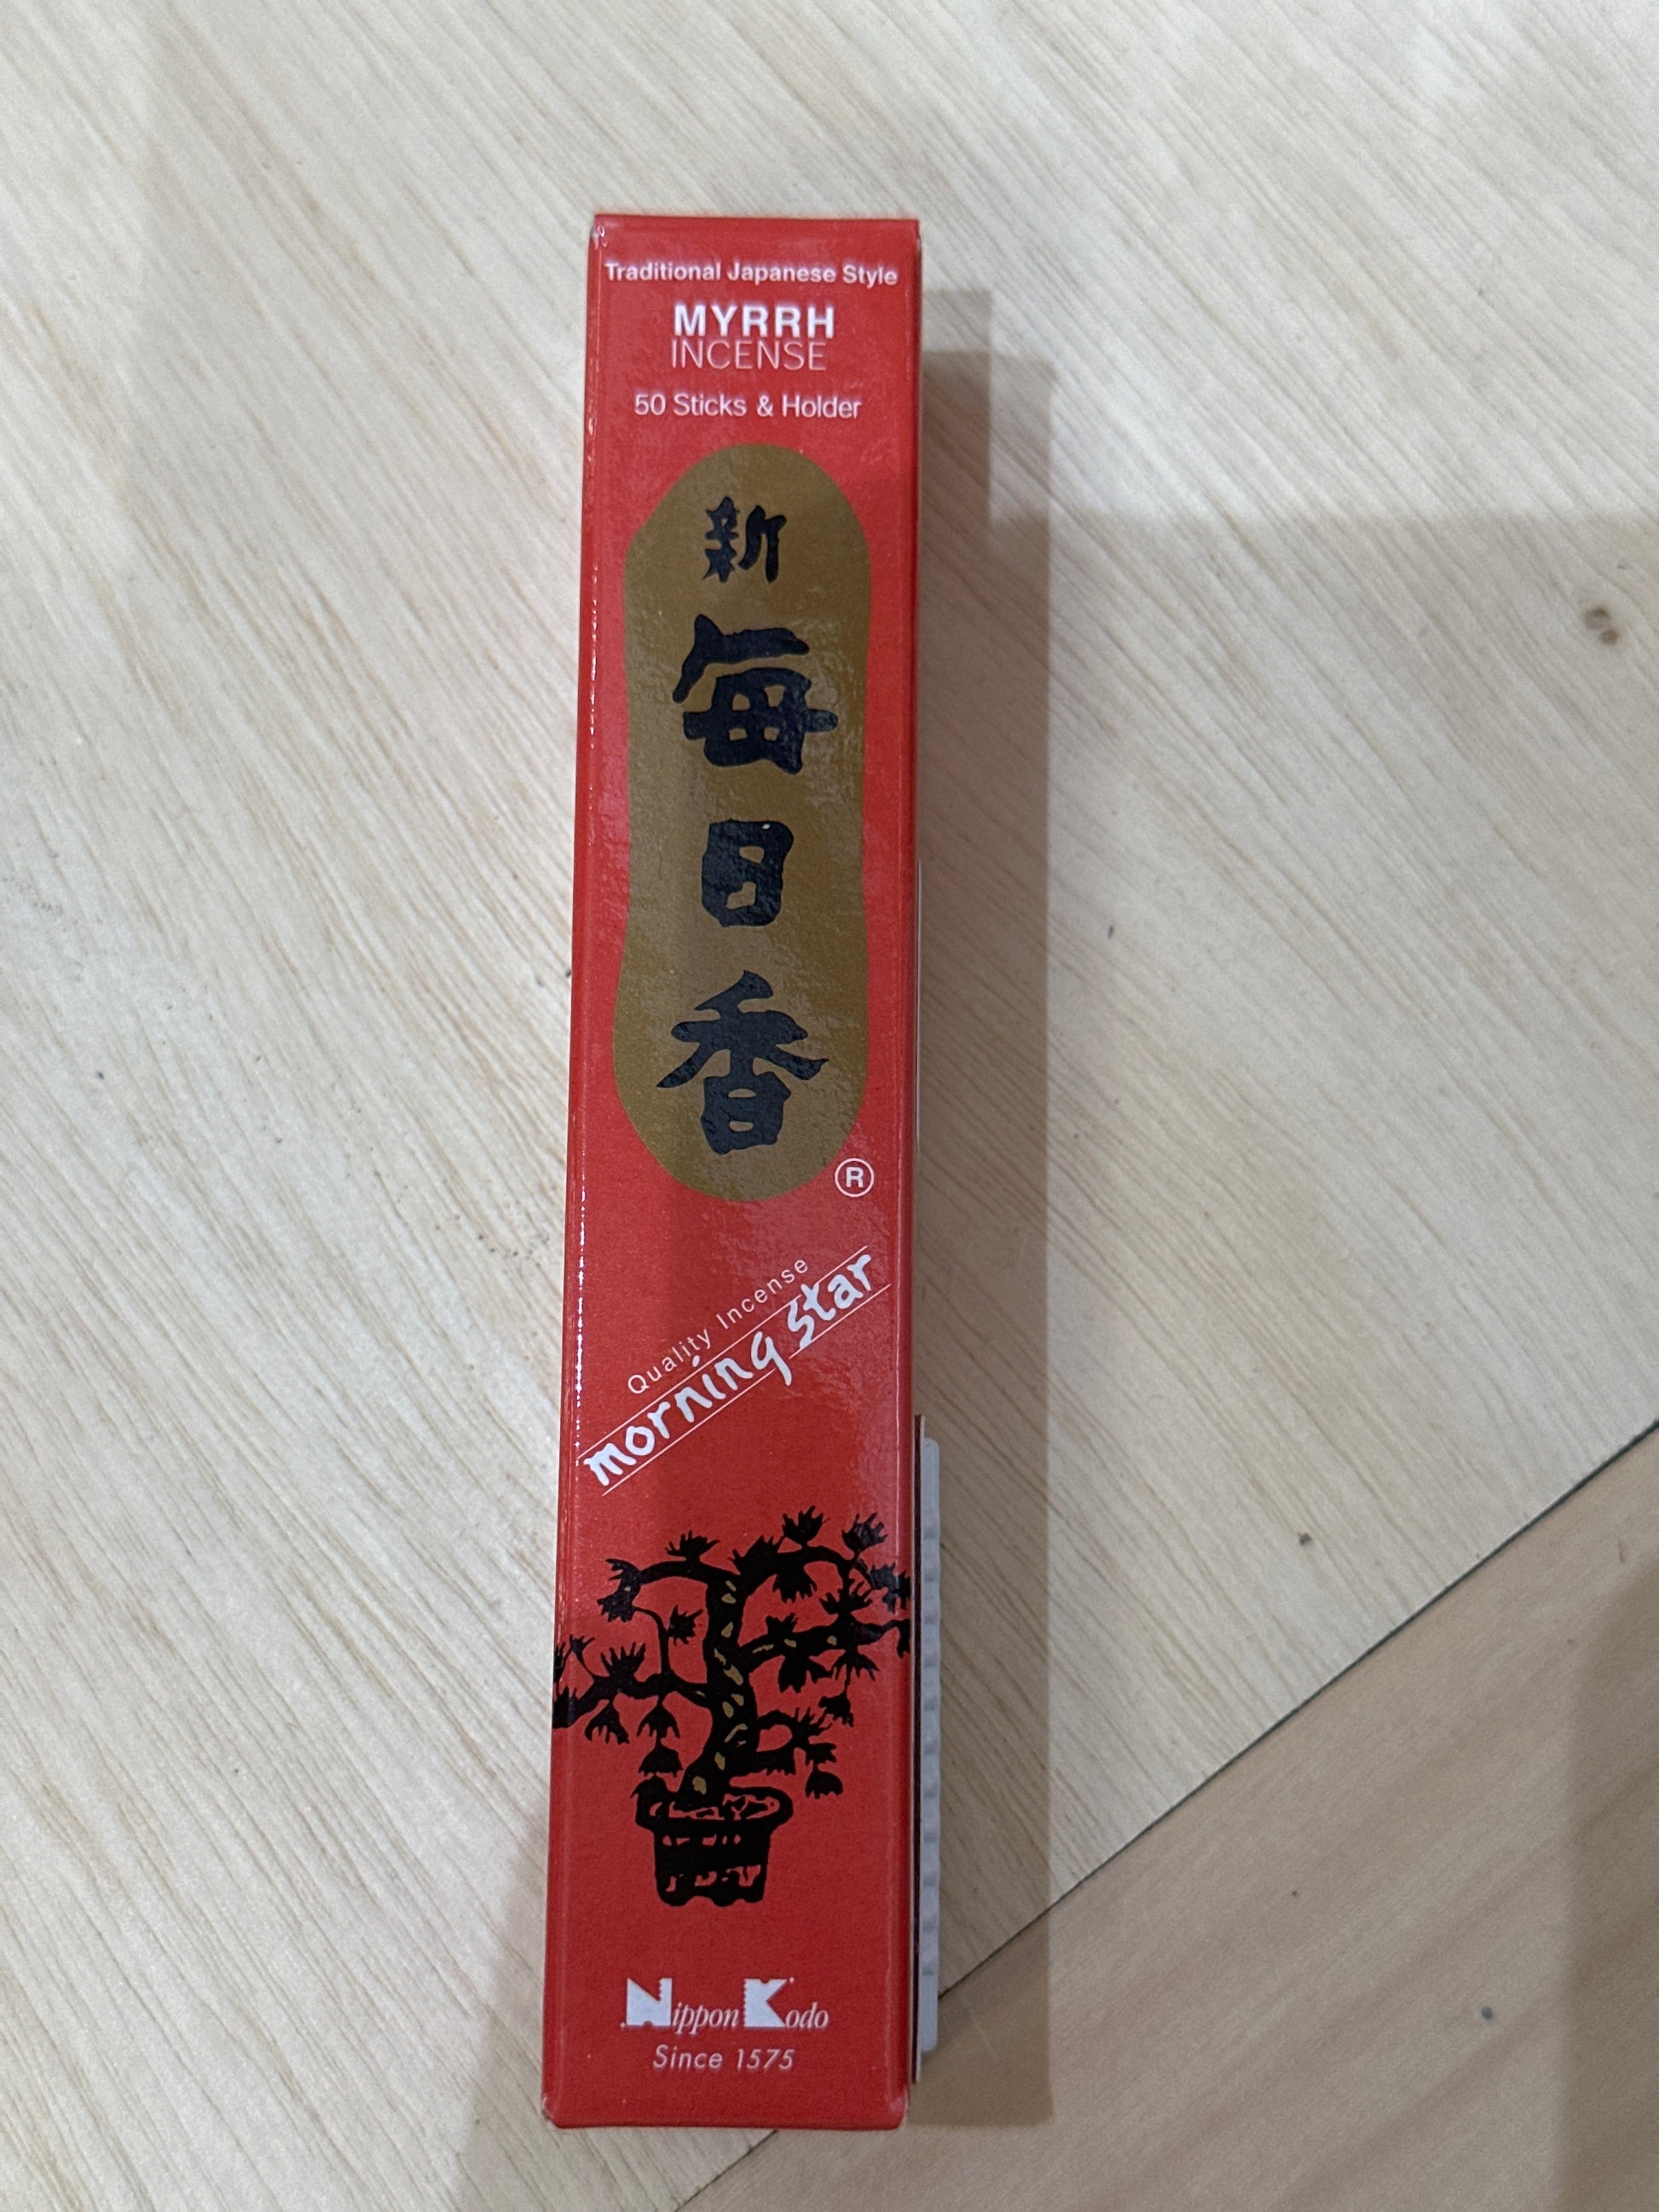 Traditional Japanese Style
MYRRH
INCENSE
50 Sticks & Holder
新
毎
日
香
®
Quality Incense
morning star
Nippon Kodo
Since 1575